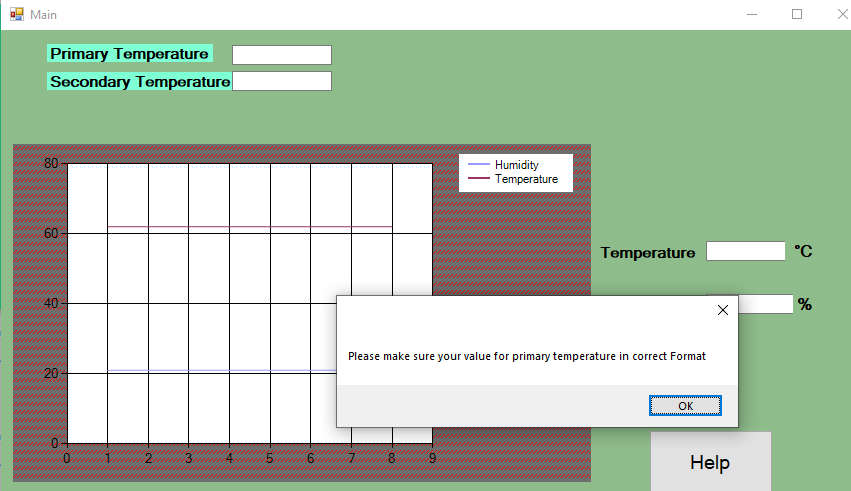 Main
Primary Temperature
Secondary Temperature
80
60
40
20
0
0 1 2 3 4 5 6 7 8 9
Humidity
Temperature
Temperature °C
%
Please make sure your value for primary temperature in correct Format
OK
Help